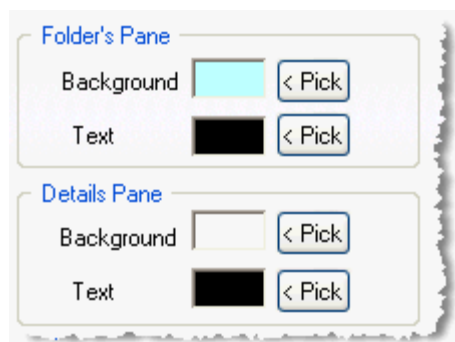 Folder's Pane
Background < Pick
Text < Pick
Details Pane
Background < Pick
Text < Pick